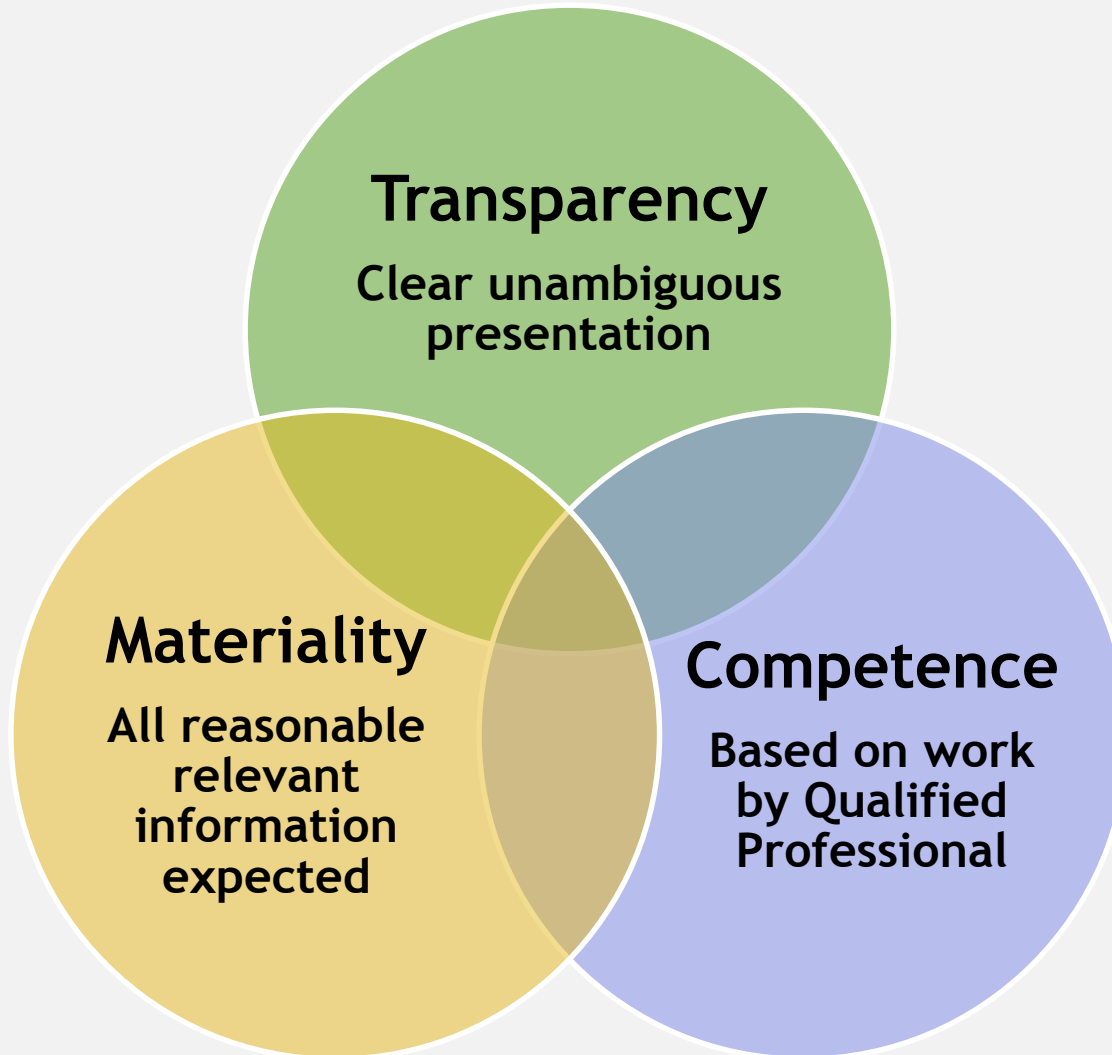 Transparency
Clear unambiguous
presentation
Materiality
All reasonable
relevant
information
expected
Competence
Based on work
by Qualified
Professional